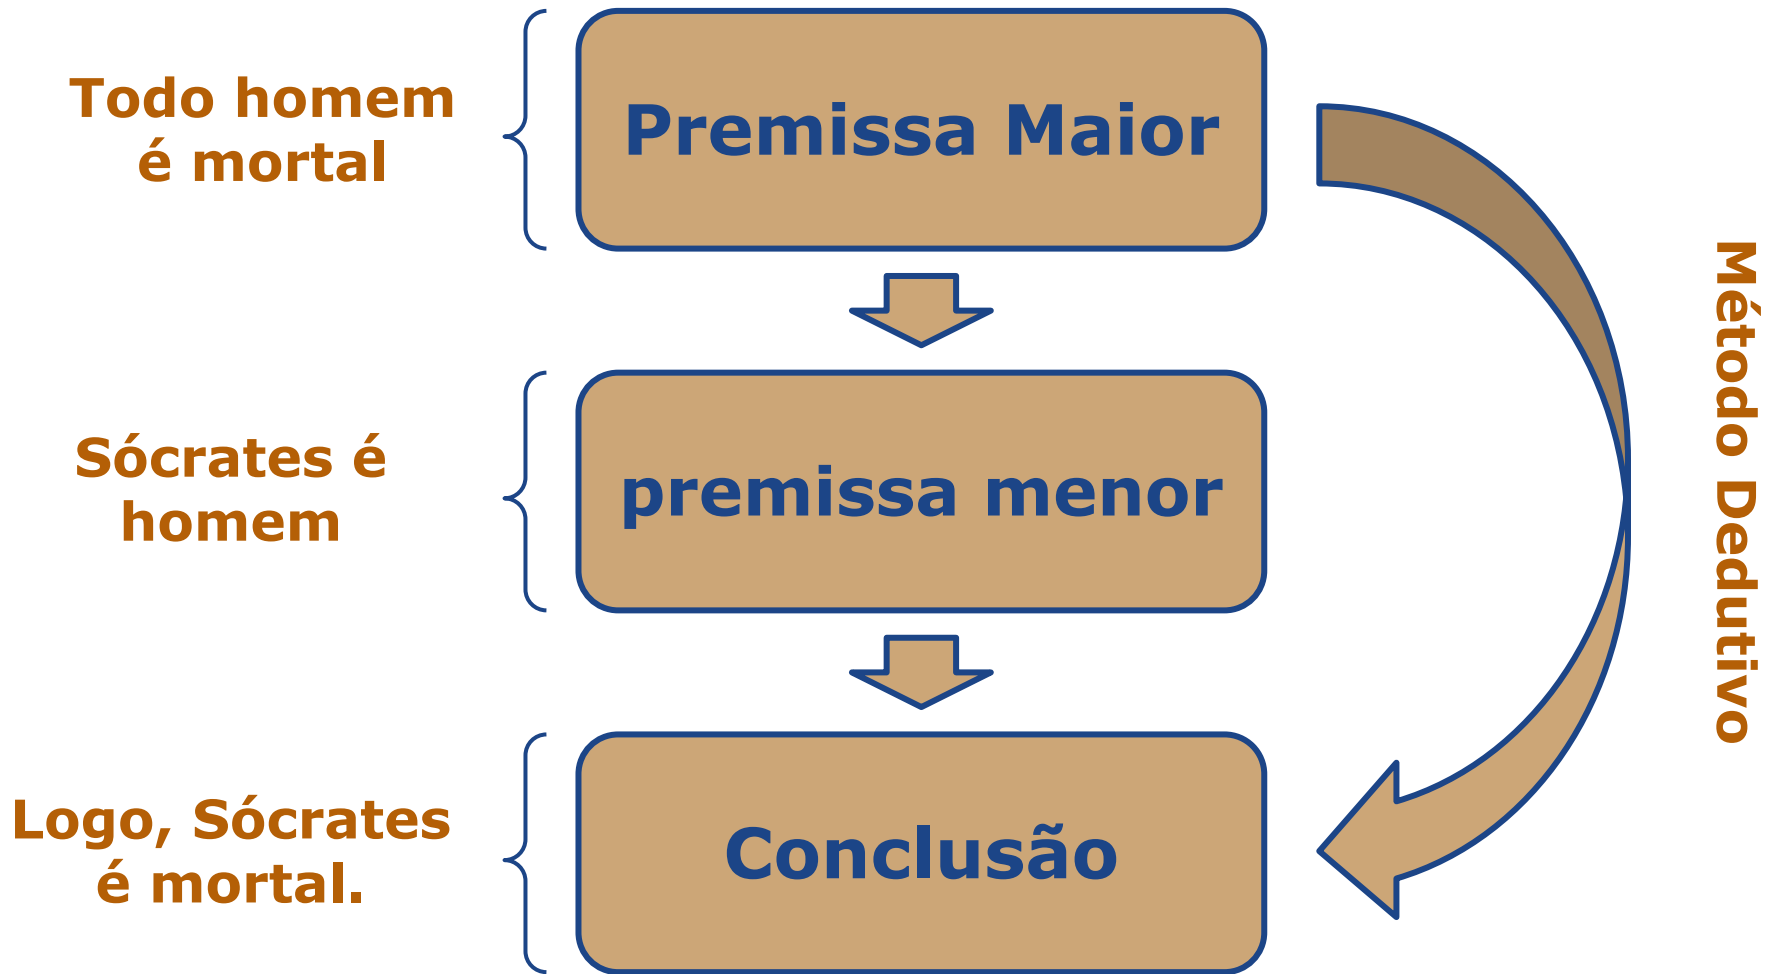 Todo homem
é mortal
Premissa Maior
Sócrates é
homem
premissa menor
Logo, Sócrates
é mortal.
Conclusão
Método Dedutivo